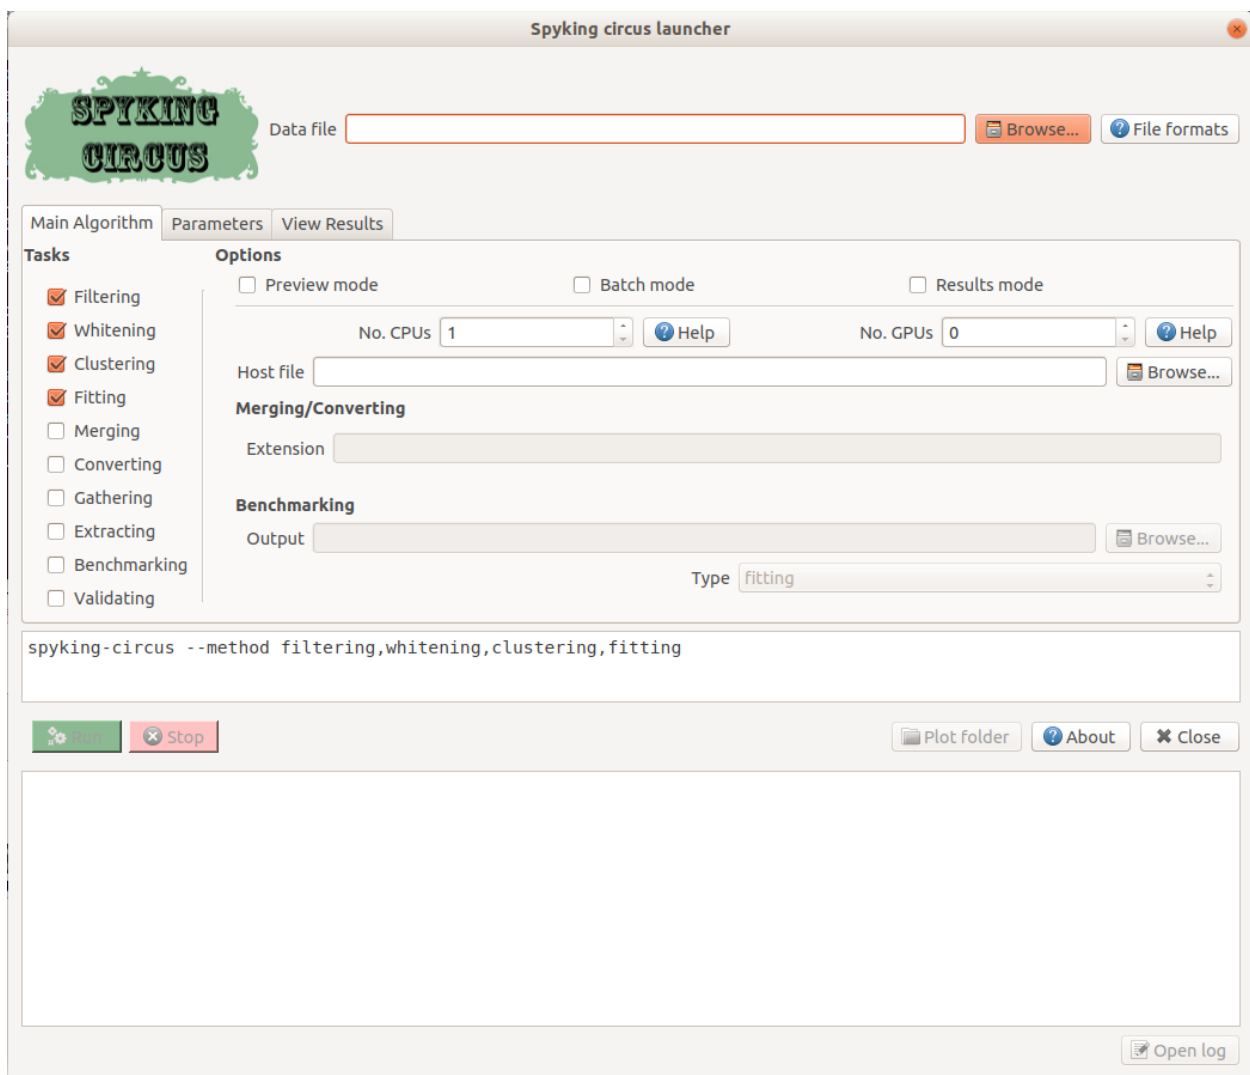 Spyking circus launcher
SPYKING
CIRCUS
Data file
Browse...
File formats
Main Algorithm Parameters View Results
Tasks
Filtering
Whitening
Clustering
Fitting
Merging
Converting
Gathering
Extracting
Benchmarking
Validating
Options
Preview mode Batch mode Results mode
No. CPUs 1 Help No. GPUs 0 Help
Host file Browse...
Merging/Converting
Extension
Benchmarking
Output Browse...
Type fitting
spyking-circus --method filtering,whitening,clustering,fitting
Run Stop Plot folder About Close
Open log